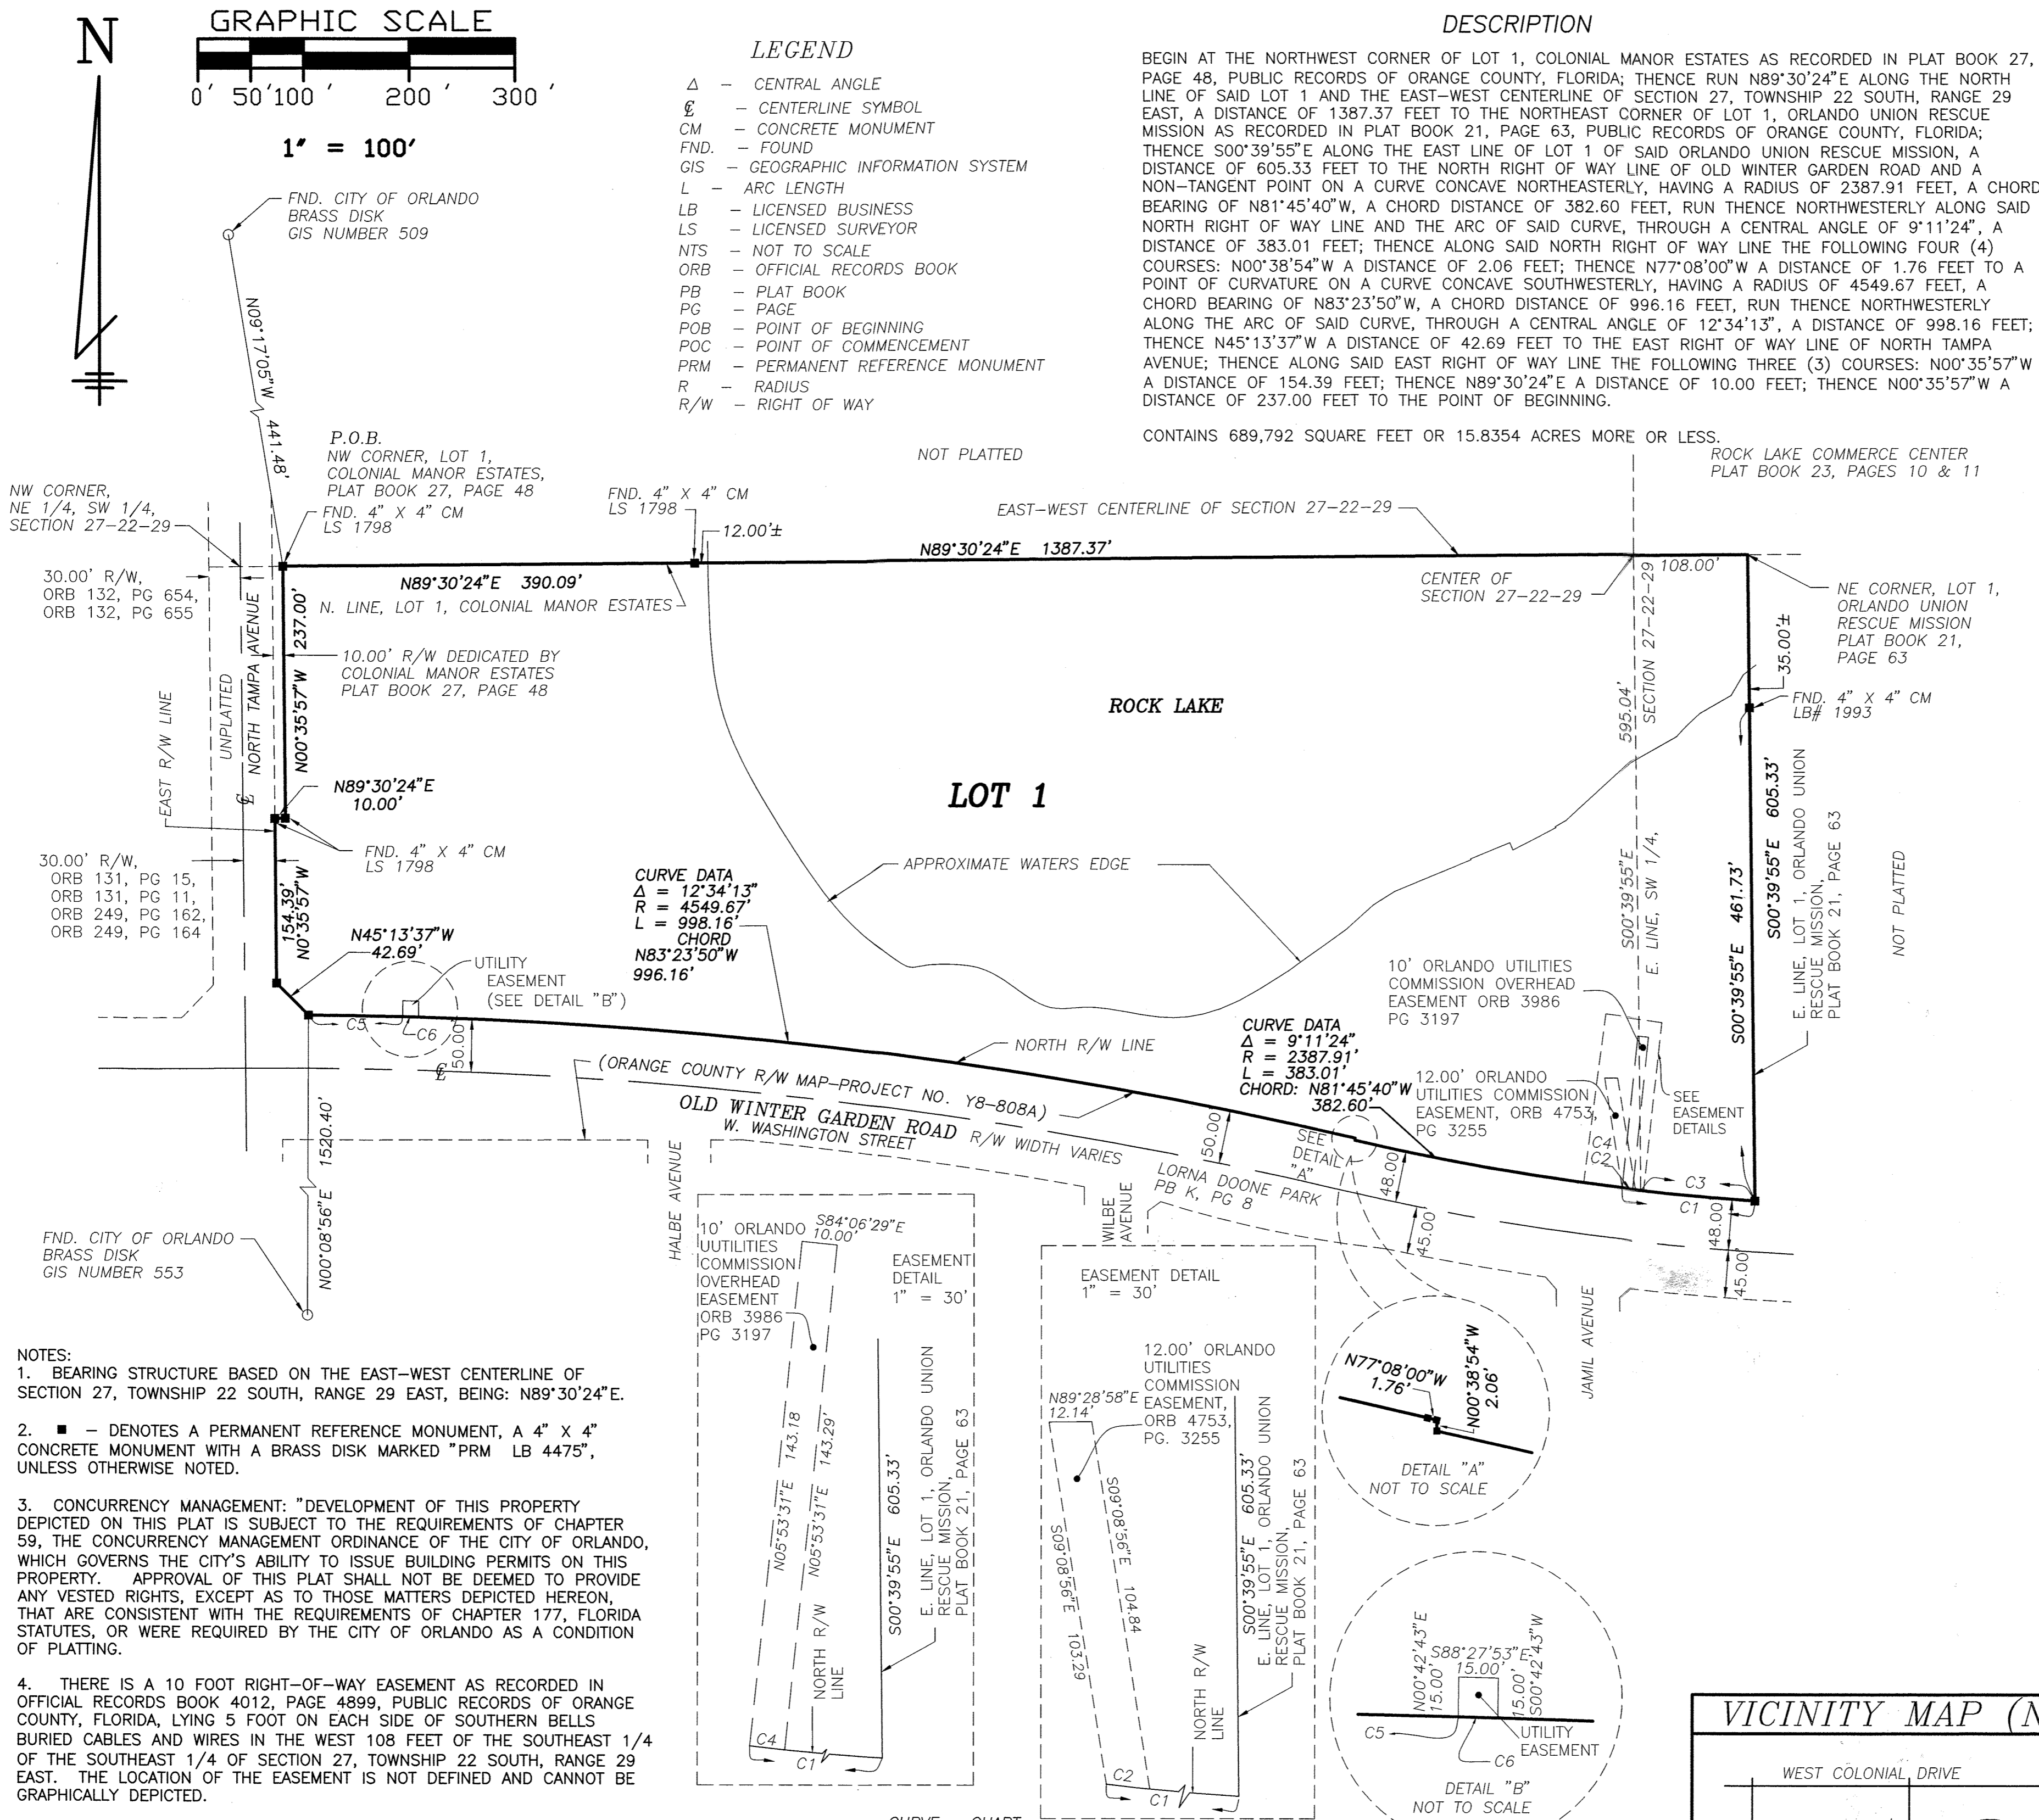 N
GRAPHIC SCALE
0' 50' 100' 200' 300'
1" = 100'
LEGEND
Δ – CENTRAL ANGLE
℄ – CENTERLINE SYMBOL
CM – CONCRETE MONUMENT
FND. – FOUND
GIS – GEOGRAPHIC INFORMATION SYSTEM
L – ARC LENGTH
LB – LICENSED BUSINESS
LS – LICENSED SURVEYOR
NTS – NOT TO SCALE
ORB – OFFICIAL RECORDS BOOK
PB – PLAT BOOK
PG – PAGE
POB – POINT OF BEGINNING
POC – POINT OF COMMENCEMENT
PRM – PERMANENT REFERENCE MONUMENT
R – RADIUS
R/W – RIGHT OF WAY
DESCRIPTION
BEGIN AT THE NORTHWEST CORNER OF LOT 1, COLONIAL MANOR ESTATES AS RECORDED IN PLAT BOOK 27,
PAGE 48, PUBLIC RECORDS OF ORANGE COUNTY, FLORIDA; THENCE RUN N89°30'24"E ALONG THE NORTH
LINE OF SAID LOT 1 AND THE EAST–WEST CENTERLINE OF SECTION 27, TOWNSHIP 22 SOUTH, RANGE 29
EAST, A DISTANCE OF 1387.37 FEET TO THE NORTHEAST CORNER OF LOT 1, ORLANDO UNION RESCUE
MISSION AS RECORDED IN PLAT BOOK 21, PAGE 63, PUBLIC RECORDS OF ORANGE COUNTY, FLORIDA;
THENCE S00°39'55"E ALONG THE EAST LINE OF LOT 1 OF SAID ORLANDO UNION RESCUE MISSION, A
DISTANCE OF 605.33 FEET TO THE NORTH RIGHT OF WAY LINE OF OLD WINTER GARDEN ROAD AND A
NON–TANGENT POINT ON A CURVE CONCAVE NORTHEASTERLY, HAVING A RADIUS OF 2387.91 FEET, A CHORD
BEARING OF N81°45'40"W, A CHORD DISTANCE OF 382.60 FEET, RUN THENCE NORTHWESTERLY ALONG SAID
NORTH RIGHT OF WAY LINE AND THE ARC OF SAID CURVE, THROUGH A CENTRAL ANGLE OF 9°11'24", A
DISTANCE OF 383.01 FEET; THENCE ALONG SAID NORTH RIGHT OF WAY LINE THE FOLLOWING FOUR (4)
COURSES: N00°38'54"W A DISTANCE OF 2.06 FEET; THENCE N77°08'00"W A DISTANCE OF 1.76 FEET TO A
POINT OF CURVATURE ON A CURVE CONCAVE SOUTHWESTERLY, HAVING A RADIUS OF 4549.67 FEET, A
CHORD BEARING OF N83°23'50"W, A CHORD DISTANCE OF 996.16 FEET, RUN THENCE NORTHWESTERLY
ALONG THE ARC OF SAID CURVE, THROUGH A CENTRAL ANGLE OF 12°34'13", A DISTANCE OF 998.16 FEET;
THENCE N45°13'37"W A DISTANCE OF 42.69 FEET TO THE EAST RIGHT OF WAY LINE OF NORTH TAMPA
AVENUE; THENCE ALONG SAID EAST RIGHT OF WAY LINE THE FOLLOWING THREE (3) COURSES: N00°35'57"W
A DISTANCE OF 154.39 FEET; THENCE N89°30'24"E A DISTANCE OF 10.00 FEET; THENCE N00°35'57"W A
DISTANCE OF 237.00 FEET TO THE POINT OF BEGINNING.
CONTAINS 689,792 SQUARE FEET OR 15.8354 ACRES MORE OR LESS.
FND. CITY OF ORLANDO
BRASS DISK
GIS NUMBER 509
N09°17'05"W 441.48'
P.O.B.
NW CORNER, LOT 1,
COLONIAL MANOR ESTATES,
PLAT BOOK 27, PAGE 48
FND. 4" X 4" CM
LS 1798
NW CORNER,
NE 1/4, SW 1/4,
SECTION 27–22–29
30.00' R/W,
ORB 132, PG 654,
ORB 132, PG 655
FND. 4" X 4" CM
LS 1798
12.00'±
NOT PLATTED
EAST–WEST CENTERLINE OF SECTION 27–22–29
ROCK LAKE COMMERCE CENTER
PLAT BOOK 23, PAGES 10 & 11
N89°30'24"E 1387.37'
N89°30'24"E 390.09'
N. LINE, LOT 1, COLONIAL MANOR ESTATES
CENTER OF
SECTION 27–22–29
108.00'
NE CORNER, LOT 1,
ORLANDO UNION
RESCUE MISSION
PLAT BOOK 21,
PAGE 63
35.00'±
FND. 4" X 4" CM
LB# 1993
10.00' R/W DEDICATED BY
COLONIAL MANOR ESTATES
PLAT BOOK 27, PAGE 48
N00°35'57"W 237.00'
EAST R/W LINE
UNPLATTED
℄ NORTH TAMPA AVENUE
N89°30'24"E
10.00'
FND. 4" X 4" CM
LS 1798
30.00' R/W,
ORB 131, PG 15,
ORB 131, PG 11,
ORB 249, PG 162,
ORB 249, PG 164
154.39'
N0°35'57"W
N45°13'37"W
42.69'
UTILITY
EASEMENT
(SEE DETAIL "B")
C5
C6
50.00'
℄
ROCK LAKE
LOT 1
APPROXIMATE WATERS EDGE
CURVE DATA
Δ = 12°34'13"
R = 4549.67'
L = 998.16'
CHORD
N83°23'50"W
996.16'
595.04'
S00°39'55"E
E. LINE, SW 1/4,
SECTION 27–22–29
S00°39'55"E 461.73'
S00°39'55"E 605.33'
E. LINE, LOT 1, ORLANDO UNION
RESCUE MISSION,
PLAT BOOK 21, PAGE 63
NOT PLATTED
10' ORLANDO UTILITIES
COMMISSION OVERHEAD
EASEMENT ORB 3986
PG 3197
CURVE DATA
Δ = 9°11'24"
R = 2387.91'
L = 383.01'
CHORD: N81°45'40"W
382.60'
12.00' ORLANDO
UTILITIES COMMISSION
EASEMENT, ORB 4753,
PG 3255
SEE
EASEMENT
DETAILS
C4
C2
C3
C1
NORTH R/W LINE
(ORANGE COUNTY R/W MAP–PROJECT NO. Y8–808A)
OLD WINTER GARDEN ROAD R/W WIDTH VARIES
W. WASHINGTON STREET
50.00
SEE
DETAIL
"A"
48.00
LORNA DOONE PARK
PB K, PG 8
45.00
48.00
45.00'
HALBE AVENUE
WILBE
AVENUE
JAMIL AVENUE
N00°08'56"E 1520.40'
FND. CITY OF ORLANDO
BRASS DISK
GIS NUMBER 553
NOTES:
1. BEARING STRUCTURE BASED ON THE EAST–WEST CENTERLINE OF
SECTION 27, TOWNSHIP 22 SOUTH, RANGE 29 EAST, BEING: N89°30'24"E.
2. ■ – DENOTES A PERMANENT REFERENCE MONUMENT, A 4" X 4"
CONCRETE MONUMENT WITH A BRASS DISK MARKED "PRM LB 4475",
UNLESS OTHERWISE NOTED.
3. CONCURRENCY MANAGEMENT: "DEVELOPMENT OF THIS PROPERTY
DEPICTED ON THIS PLAT IS SUBJECT TO THE REQUIREMENTS OF CHAPTER
59, THE CONCURRENCY MANAGEMENT ORDINANCE OF THE CITY OF ORLANDO,
WHICH GOVERNS THE CITY'S ABILITY TO ISSUE BUILDING PERMITS ON THIS
PROPERTY. APPROVAL OF THIS PLAT SHALL NOT BE DEEMED TO PROVIDE
ANY VESTED RIGHTS, EXCEPT AS TO THOSE MATTERS DEPICTED HEREON,
THAT ARE CONSISTENT WITH THE REQUIREMENTS OF CHAPTER 177, FLORIDA
STATUTES, OR WERE REQUIRED BY THE CITY OF ORLANDO AS A CONDITION
OF PLATTING.
4. THERE IS A 10 FOOT RIGHT–OF–WAY EASEMENT AS RECORDED IN
OFFICIAL RECORDS BOOK 4012, PAGE 4899, PUBLIC RECORDS OF ORANGE
COUNTY, FLORIDA, LYING 5 FOOT ON EACH SIDE OF SOUTHERN BELLS
BURIED CABLES AND WIRES IN THE WEST 108 FEET OF THE SOUTHEAST 1/4
OF THE SOUTHEAST 1/4 OF SECTION 27, TOWNSHIP 22 SOUTH, RANGE 29
EAST. THE LOCATION OF THE EASEMENT IS NOT DEFINED AND CANNOT BE
GRAPHICALLY DEPICTED.
10' ORLANDO
UUTILITIES
COMMISSION
OVERHEAD
EASEMENT
ORB 3986
PG 3197
S84°06'29"E
10.00'
EASEMENT
DETAIL
1" = 30'
N05°53'31"E 143.18
N05°53'31"E 143.29'
NORTH R/W
LINE
S00°39'55"E 605.33'
E. LINE, LOT 1, ORLANDO UNION
RESCUE MISSION,
PLAT BOOK 21, PAGE 63
C4
C1
EASEMENT DETAIL
1" = 30'
12.00' ORLANDO
UTILITIES
COMMISSION
EASEMENT,
ORB 4753,
PG. 3255
N89°28'58"E
12.14'
S09°08'56"E 103.29
S09°08'56"E 104.84
NORTH R/W
LINE
S00°39'55"E 605.33'
E. LINE, LOT 1, ORLANDO UNION
RESCUE MISSION,
PLAT BOOK 21, PAGE 63
C2
C1
N77°08'00"W
1.76'
N00°38'54"W
2.06'
DETAIL "A"
NOT TO SCALE
N00°42'43"E
15.00'
S88°27'53"E
15.00'
15.00'
S00°42'43"W
C5
C6
UTILITY
EASEMENT
DETAIL "B"
NOT TO SCALE
CURVE CHART
VICINITY MAP (N
WEST COLONIAL DRIVE